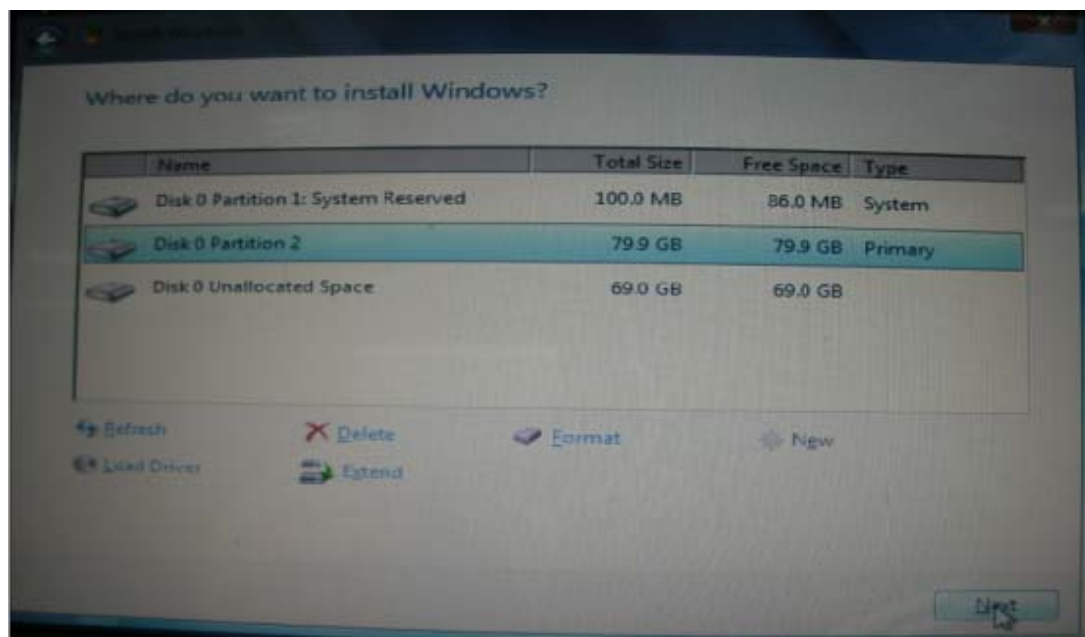 Install Windows
Where do you want to install Windows?
Name Total Size Free Space Type
Disk 0 Partition 1: System Reserved 100.0 MB 86.0 MB System
Disk 0 Partition 2 79.9 GB 79.9 GB Primary
Disk 0 Unallocated Space 69.0 GB 69.0 GB
Refresh Delete Format New
Load Driver Extend
Next